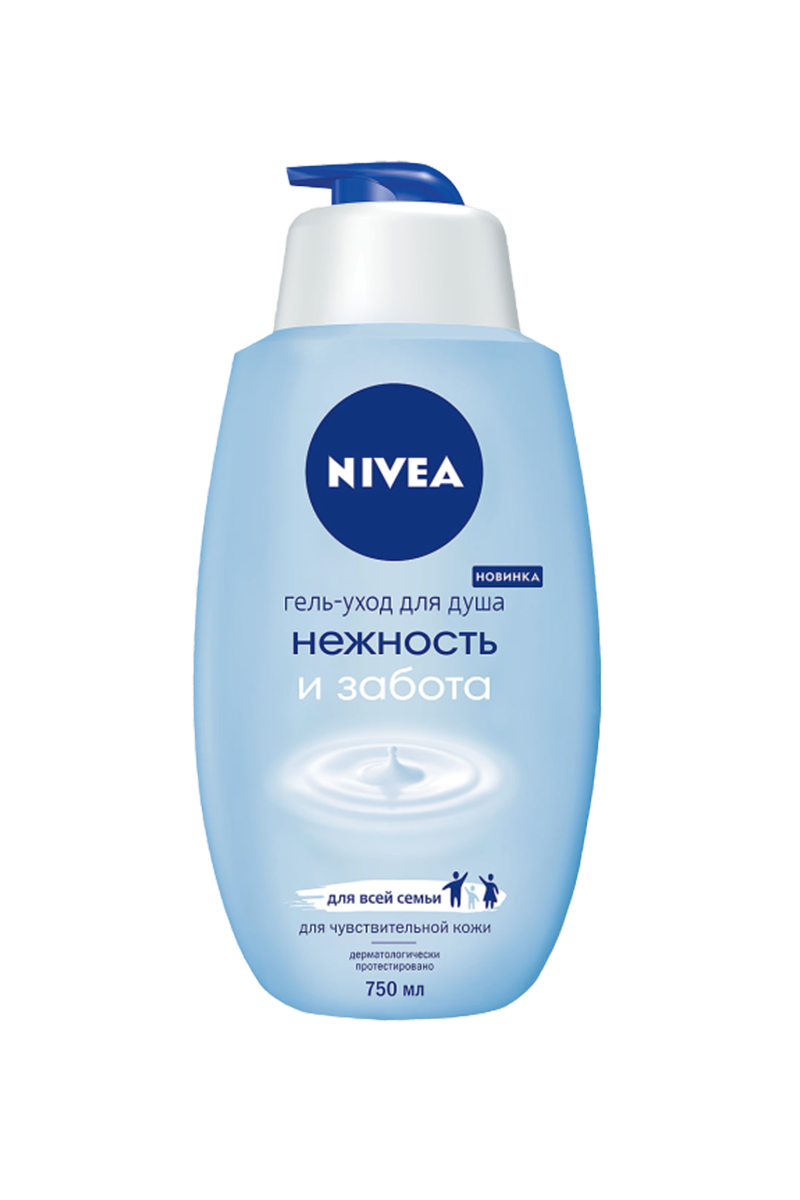 NIVEA
НОВИНКА
гель-уход для душа
нежность
и забота
для всей семьи
для чувствительной кожи
дерматологически
протестировано
750 мл